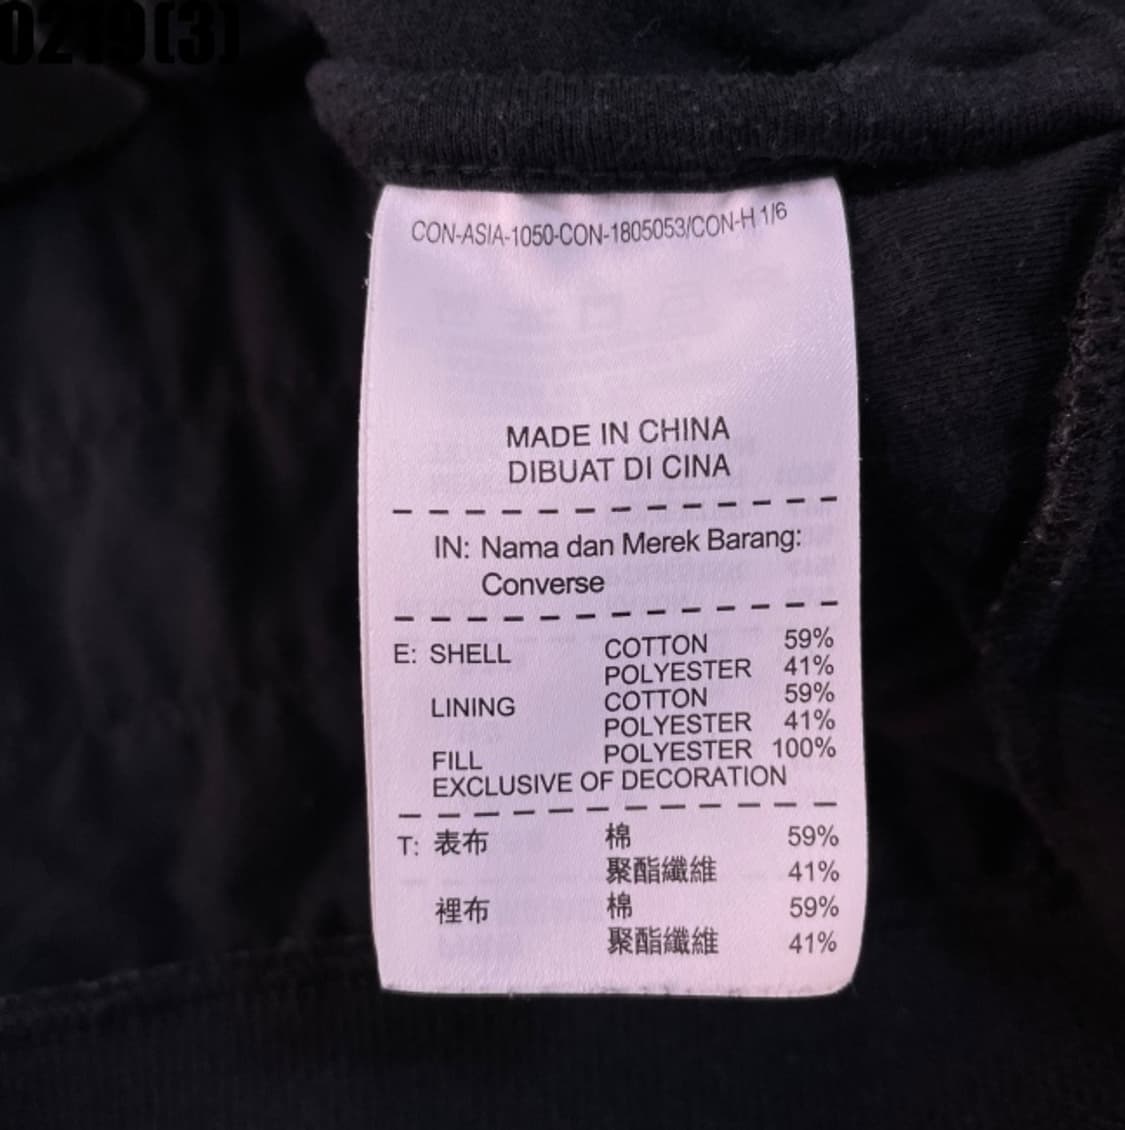 0219(3)
CON-ASIA-1050-CON-1805053/CON-H 1/6
MADE IN CHINA
DIBUAT DI CINA
IN: Nama dan Merek Barang:
Converse
E: SHELL COTTON 59%
POLYESTER 41%
LINING COTTON 59%
POLYESTER 41%
FILL POLYESTER 100%
EXCLUSIVE OF DECORATION
T: 表布 棉 59%
聚酯纖維 41%
裡布 棉 59%
聚酯纖維 41%